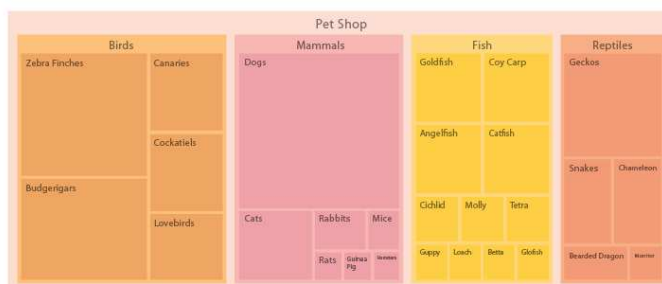 Pet Shop
Birds
Mammals
Fish
Reptiles
Zebra Finches
Canaries
Dogs
Goldfish
Coy Carp
Geckos
Cockatiels
Angelfish
Catfish
Snakes
Chameleon
Budgerigars
Lovebirds
Cats
Rabbits
Mice
Cichlid
Molly
Tetra
Rats
Guinea
Pig
Guppy
Loach
Betta
Glofish
Bearded Dragon